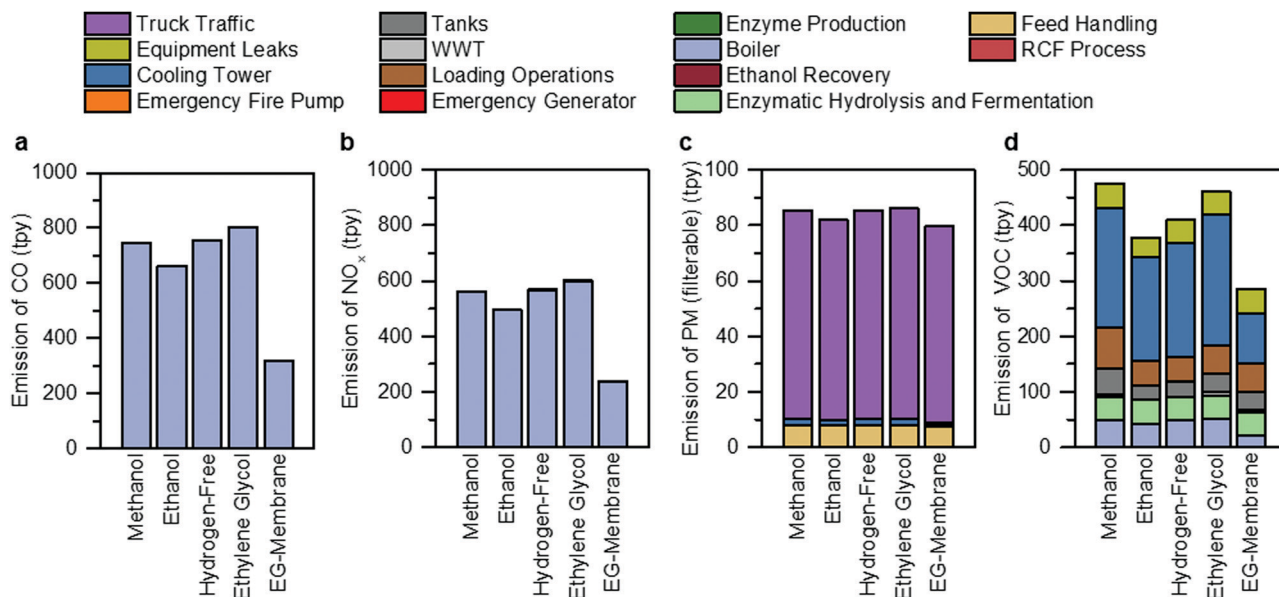 Truck Traffic
Equipment Leaks
Cooling Tower
Emergency Fire Pump
Tanks
WWT
Loading Operations
Emergency Generator
Enzyme Production
Boiler
Ethanol Recovery
Enzymatic Hydrolysis and Fermentation
Feed Handling
RCF Process
a
Emission of CO (tpy)
1000
800
600
400
200
0
Methanol
Ethanol
Hydrogen-Free
Ethylene Glycol
EG-Membrane
b
Emission of NOx (tpy)
1000
800
600
400
200
0
Methanol
Ethanol
Hydrogen-Free
Ethylene Glycol
EG-Membrane
c
Emission of PM (filterable) (tpy)
100
80
60
40
20
0
Methanol
Ethanol
Hydrogen-Free
Ethylene Glycol
EG-Membrane
d
Emission of VOC (tpy)
500
400
300
200
100
0
Methanol
Ethanol
Hydrogen-Free
Ethylene Glycol
EG-Membrane